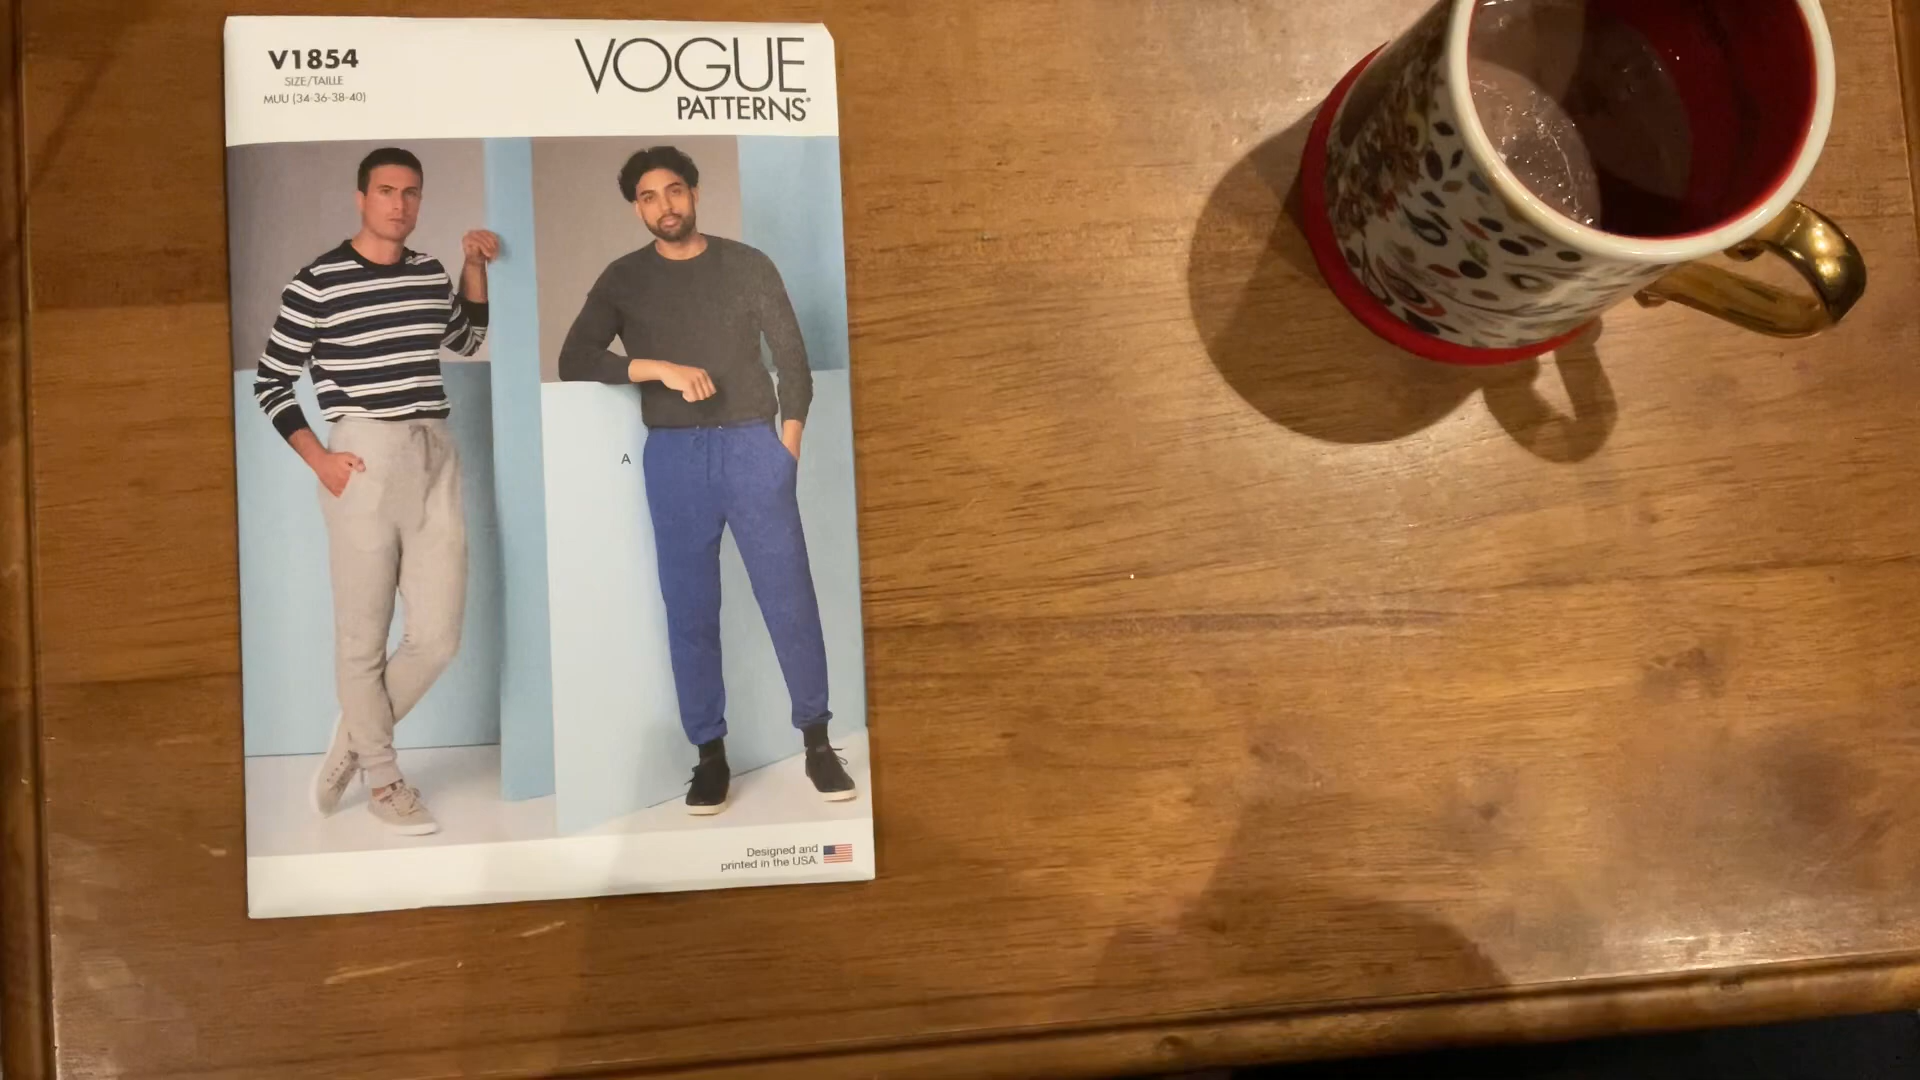 V1854
SIZE/TAILLE
MUU (34-36-38-40)
VOGUE
PATTERNS®
A
Designed and
printed in the USA.